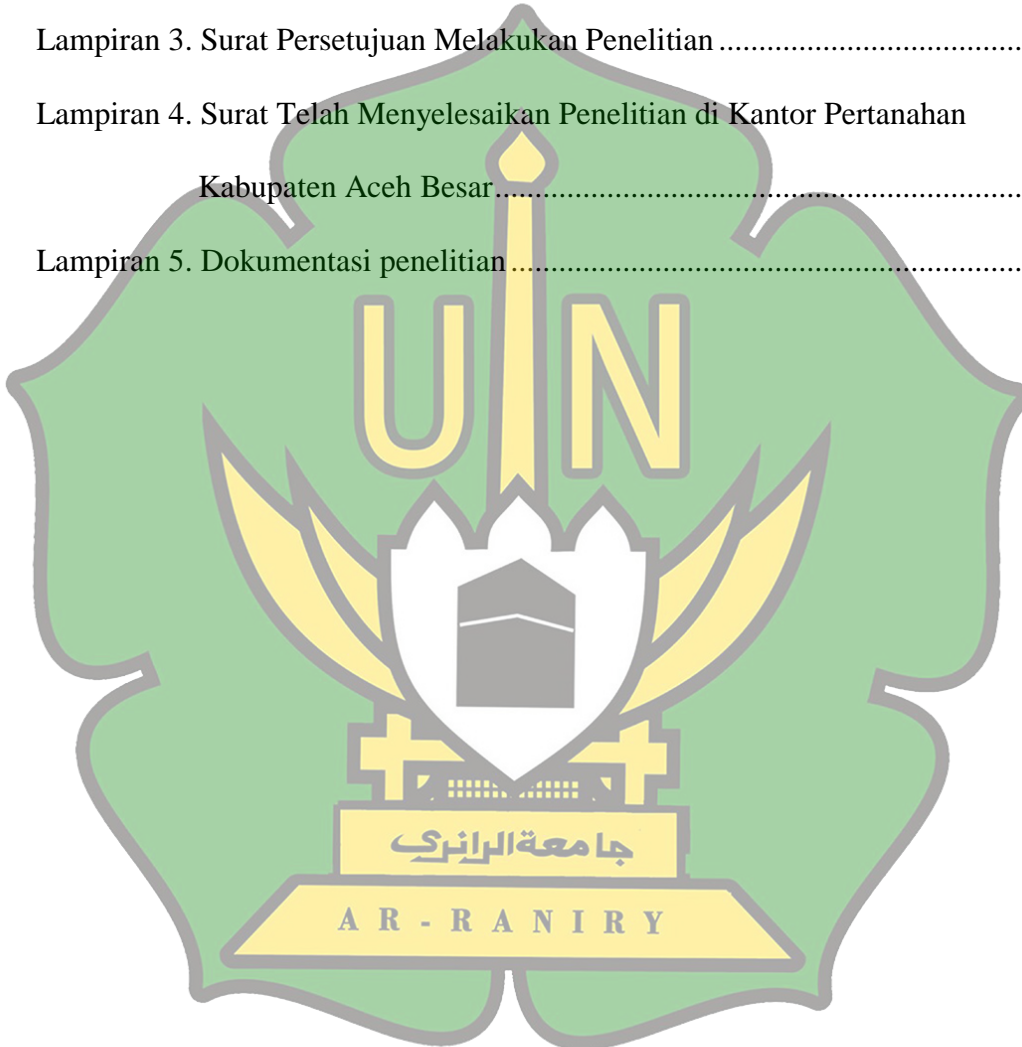 Lampiran 3. Surat Persetujuan Melakukan Penelitian .......................................
Lampiran 4. Surat Telah Menyelesaikan Penelitian di Kantor Pertanahan
Kabupaten Aceh Besar..................................................................
Lampiran 5. Dokumentasi penelitian .................................................................
UIN
جامعة الرانري
AR-RANIRY